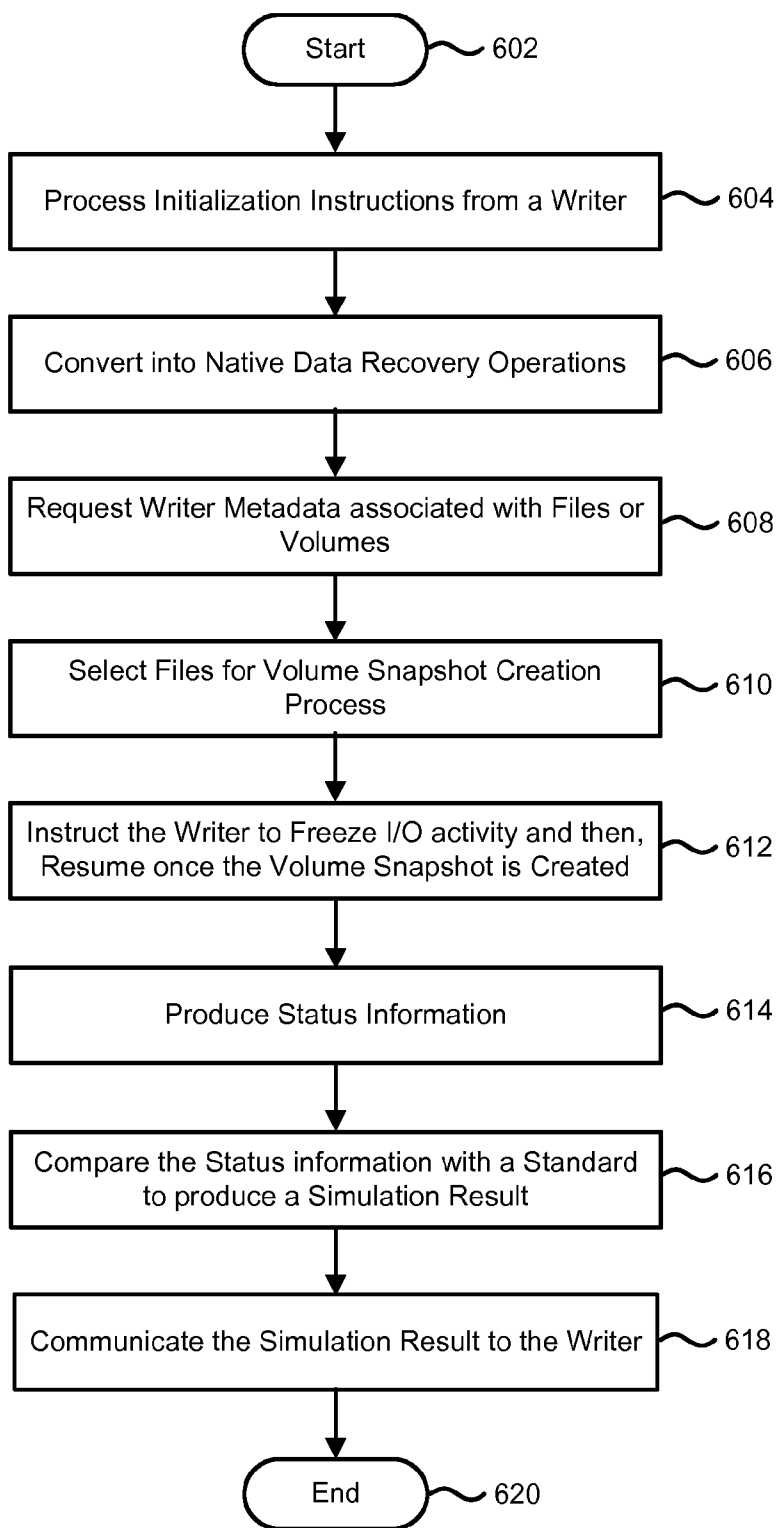 Start
602
Process Initialization Instructions from a Writer
604
Convert into Native Data Recovery Operations
606
Request Writer Metadata associated with Files or
Volumes
608
Select Files for Volume Snapshot Creation
Process
610
Instruct the Writer to Freeze I/O activity and then,
Resume once the Volume Snapshot is Created
612
Produce Status Information
614
Compare the Status information with a Standard
to produce a Simulation Result
616
Communicate the Simulation Result to the Writer
618
End
620